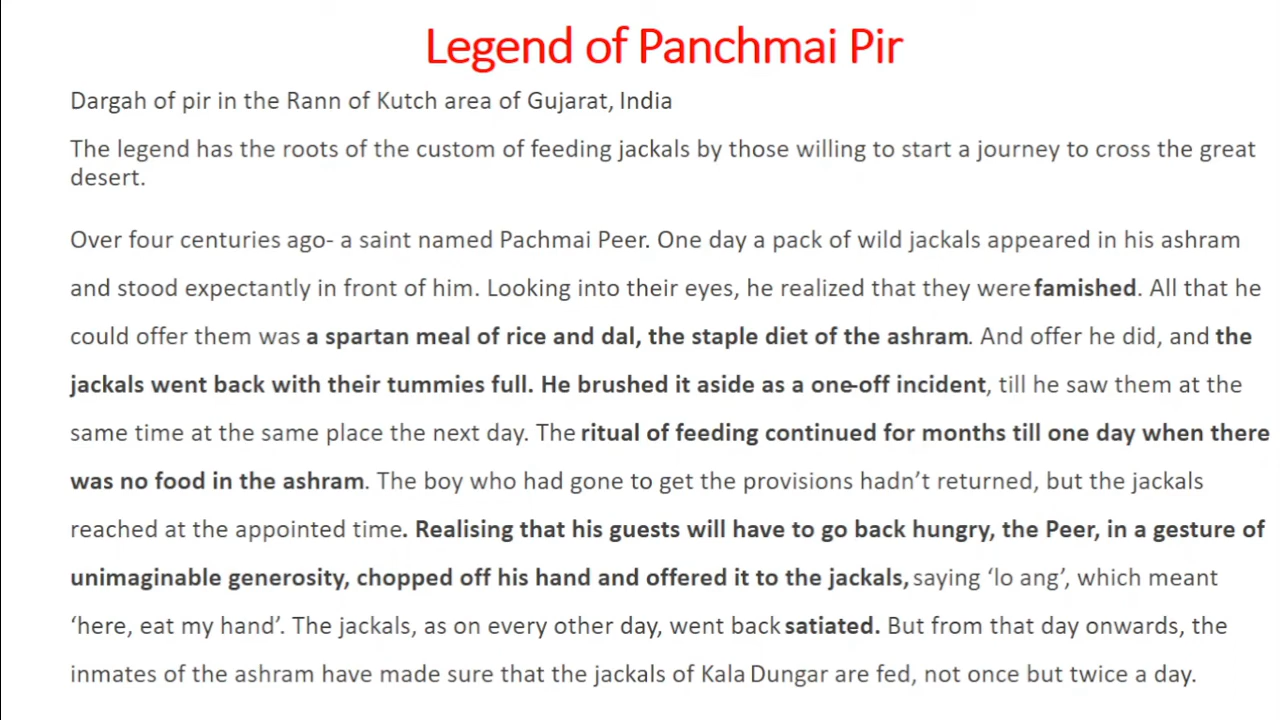 Legend of Panchmai Pir
Dargah of pir in the Rann of Kutch area of Gujarat, India
The legend has the roots of the custom of feeding jackals by those willing to start a journey to cross the great
desert.
Over four centuries ago- a saint named Pachmai Peer. One day a pack of wild jackals appeared in his ashram
and stood expectantly in front of him. Looking into their eyes, he realized that they were famished. All that he
could offer them was a spartan meal of rice and dal, the staple diet of the ashram. And offer he did, and the
jackals went back with their tummies full. He brushed it aside as a one-off incident, till he saw them at the
same time at the same place the next day. The ritual of feeding continued for months till one day when there
was no food in the ashram. The boy who had gone to get the provisions hadn't returned, but the jackals
reached at the appointed time. Realising that his guests will have to go back hungry, the Peer, in a gesture of
unimaginable generosity, chopped off his hand and offered it to the jackals, saying ‘lo ang’, which meant
‘here, eat my hand’. The jackals, as on every other day, went back satiated. But from that day onwards, the
inmates of the ashram have made sure that the jackals of Kala Dungar are fed, not once but twice a day.